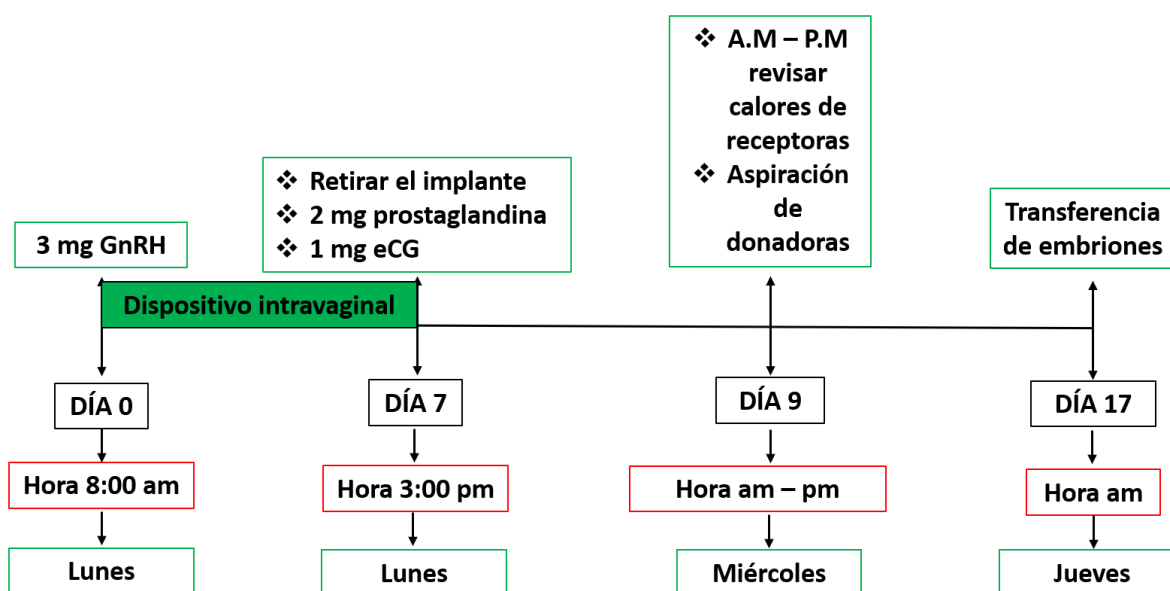 3 mg GnRH
❖ Retirar el implante
❖ 2 mg prostaglandina
❖ 1 mg eCG
❖ A.M – P.M
revisar
calores de
receptoras
❖ Aspiración
de
donadoras
Transferencia
de embriones
Dispositivo intravaginal
DÍA 0
DÍA 7
DÍA 9
DÍA 17
Hora 8:00 am
Hora 3:00 pm
Hora am – pm
Hora am
Lunes
Lunes
Miércoles
Jueves